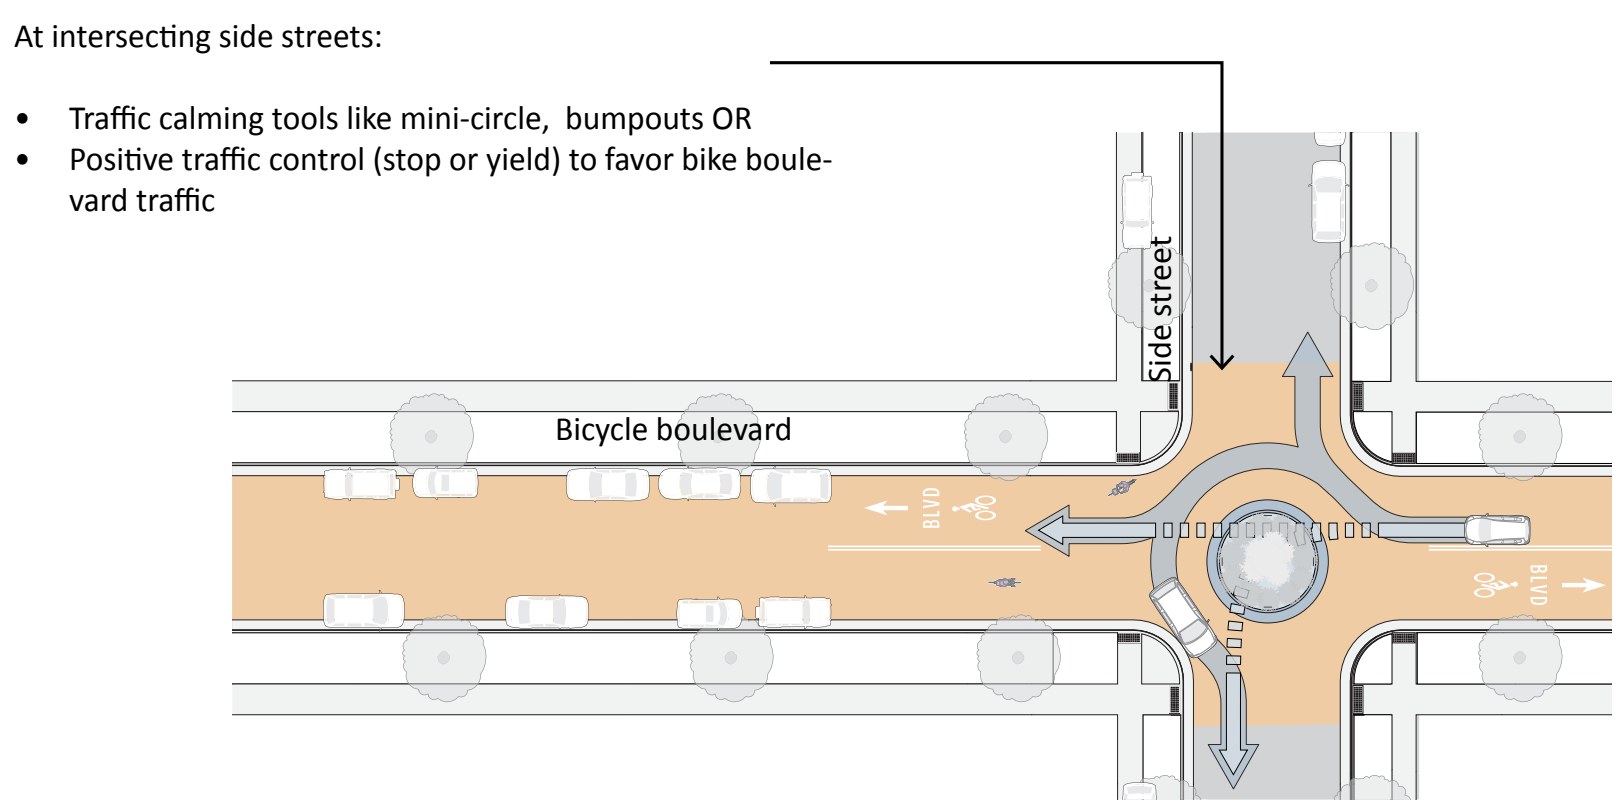 At intersecting side streets:
• Traffic calming tools like mini-circle,  bumpouts OR
• Positive traffic control (stop or yield) to favor bike boule-
vard traffic
Side street
Bicycle boulevard
BLVD
BLVD